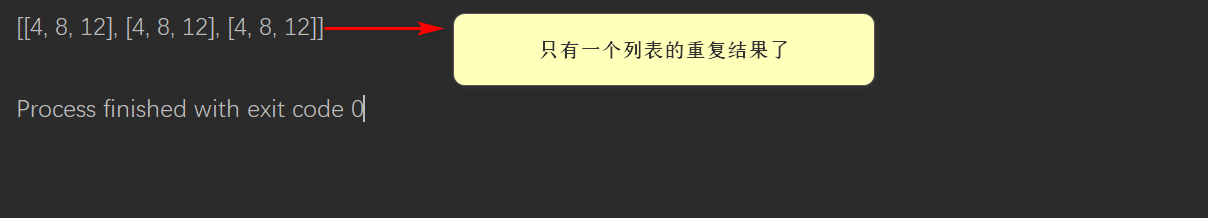 [[4, 8, 12], [4, 8, 12], [4, 8, 12]]
只有一个列表的重复结果了
Process finished with exit code 0